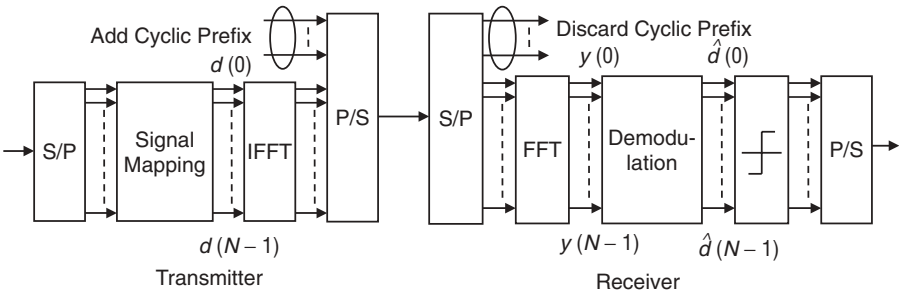 Add Cyclic Prefix
Discard Cyclic Prefix
d (0)
y (0)
d̂ (0)
S/P
Signal
Mapping
IFFT
P/S
S/P
FFT
Demodu-
lation
P/S
d (N – 1)
y (N – 1)
d̂ (N – 1)
Transmitter
Receiver